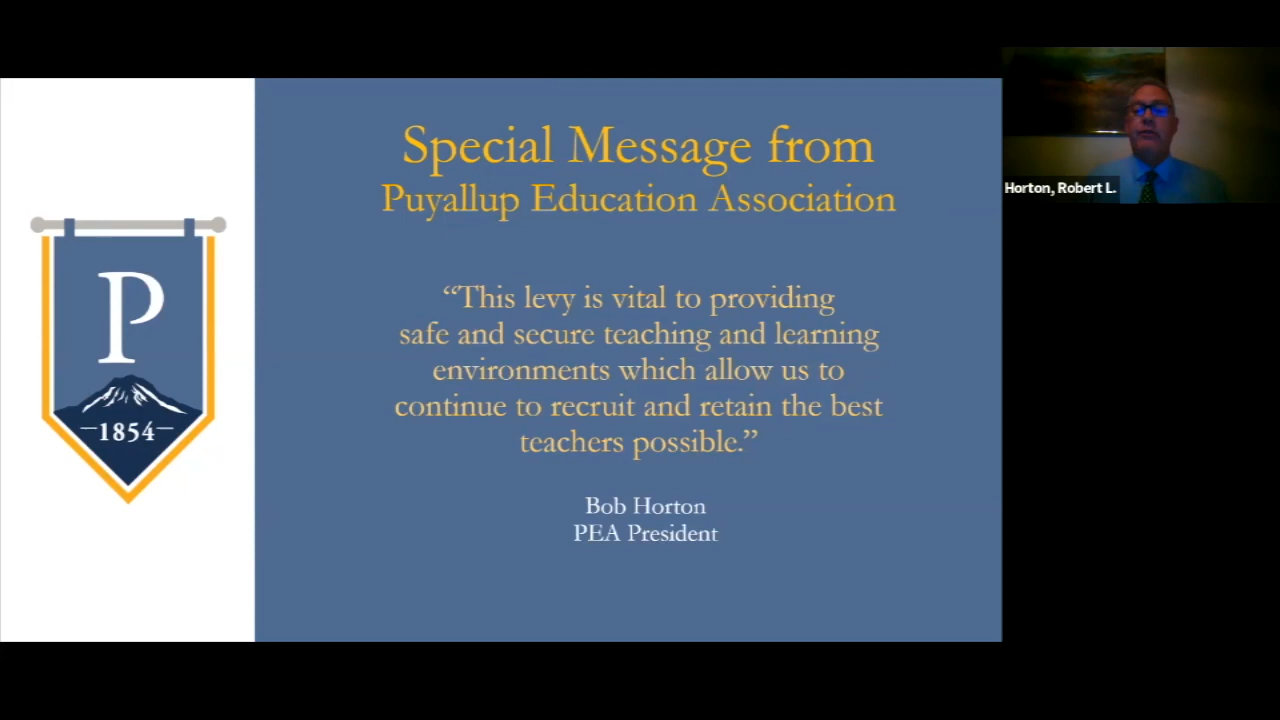 Special Message from
Puyallup Education Association
“This levy is vital to providing
safe and secure teaching and learning
environments which allow us to
continue to recruit and retain the best
teachers possible.”
Bob Horton
PEA President
P
1854
Horton, Robert L.